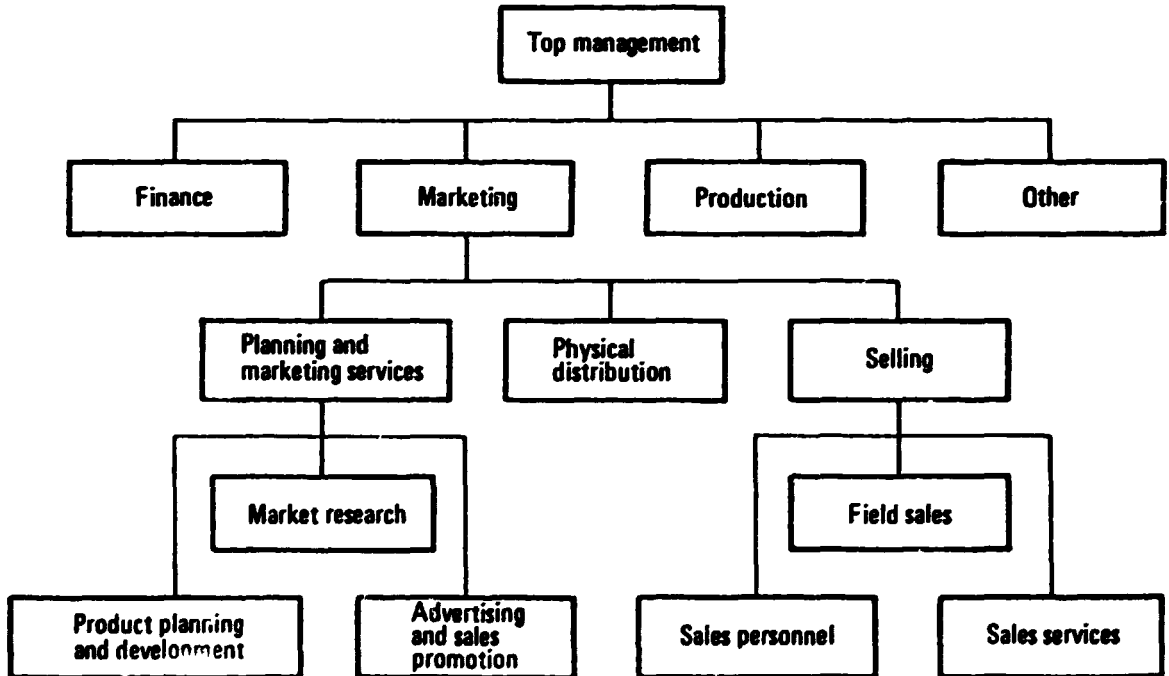 Top management
Finance
Marketing
Production
Other
Planning and
marketing services
Physical
distribution
Selling
Market research
Field sales
Product planning
and development
Advertising
and sales
promotion
Sales personnel
Sales services